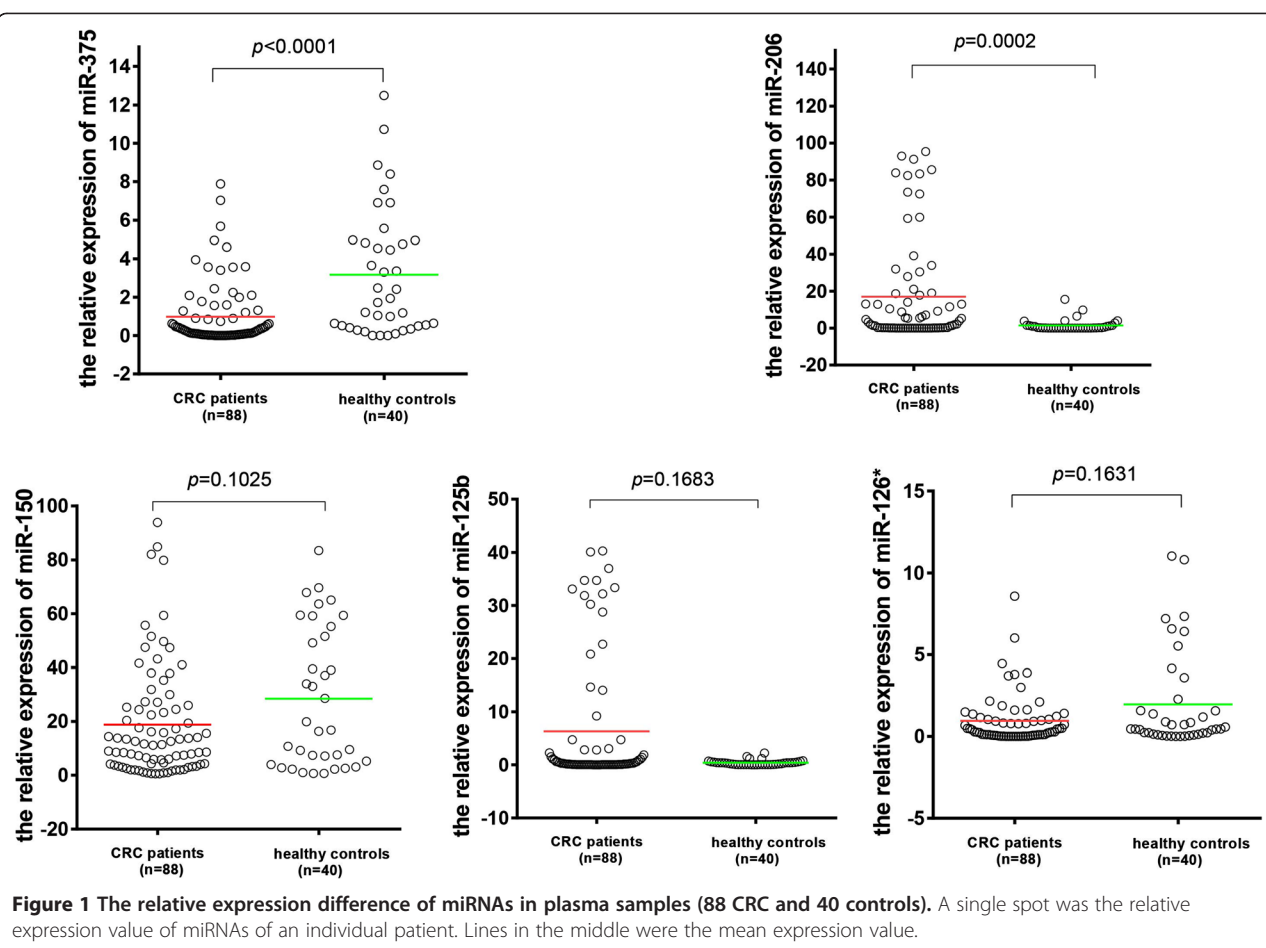 the relative expression of miR-375
p<0.0001
14
12
10
8
6
4
2
0
-2
CRC patients
(n=88)
healthy controls
(n=40)
the relative expression of miR-206
p=0.0002
140
120
100
80
60
40
20
0
-20
CRC patients
(n=88)
healthy controls
(n=40)
the relative expression of miR-150
p=0.1025
100
80
60
40
20
0
-20
CRC patients
(n=88)
healthy controls
(n=40)
the relative expression of miR-125b
p=0.1683
50
40
30
20
10
0
-10
CRC patients
(n=88)
healthy controls
(n=40)
the relative expression of miR-126*
p=0.1631
15
10
5
0
-5
CRC patients
(n=88)
healthy controls
(n=40)
Figure 1 The relative expression difference of miRNAs in plasma samples (88 CRC and 40 controls). A single spot was the relative
expression value of miRNAs of an individual patient. Lines in the middle were the mean expression value.